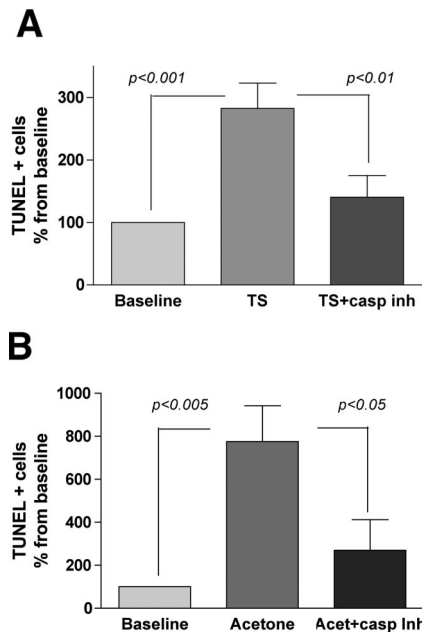 A
p<0.001
p<0.01
TUNEL + cells
% from baseline
300
200
100
0
Baseline TS TS+casp inh
B
p<0.005
p<0.05
TUNEL + cells
% from baseline
1000
800
600
400
200
0
Baseline Acetone Acet+casp Inh